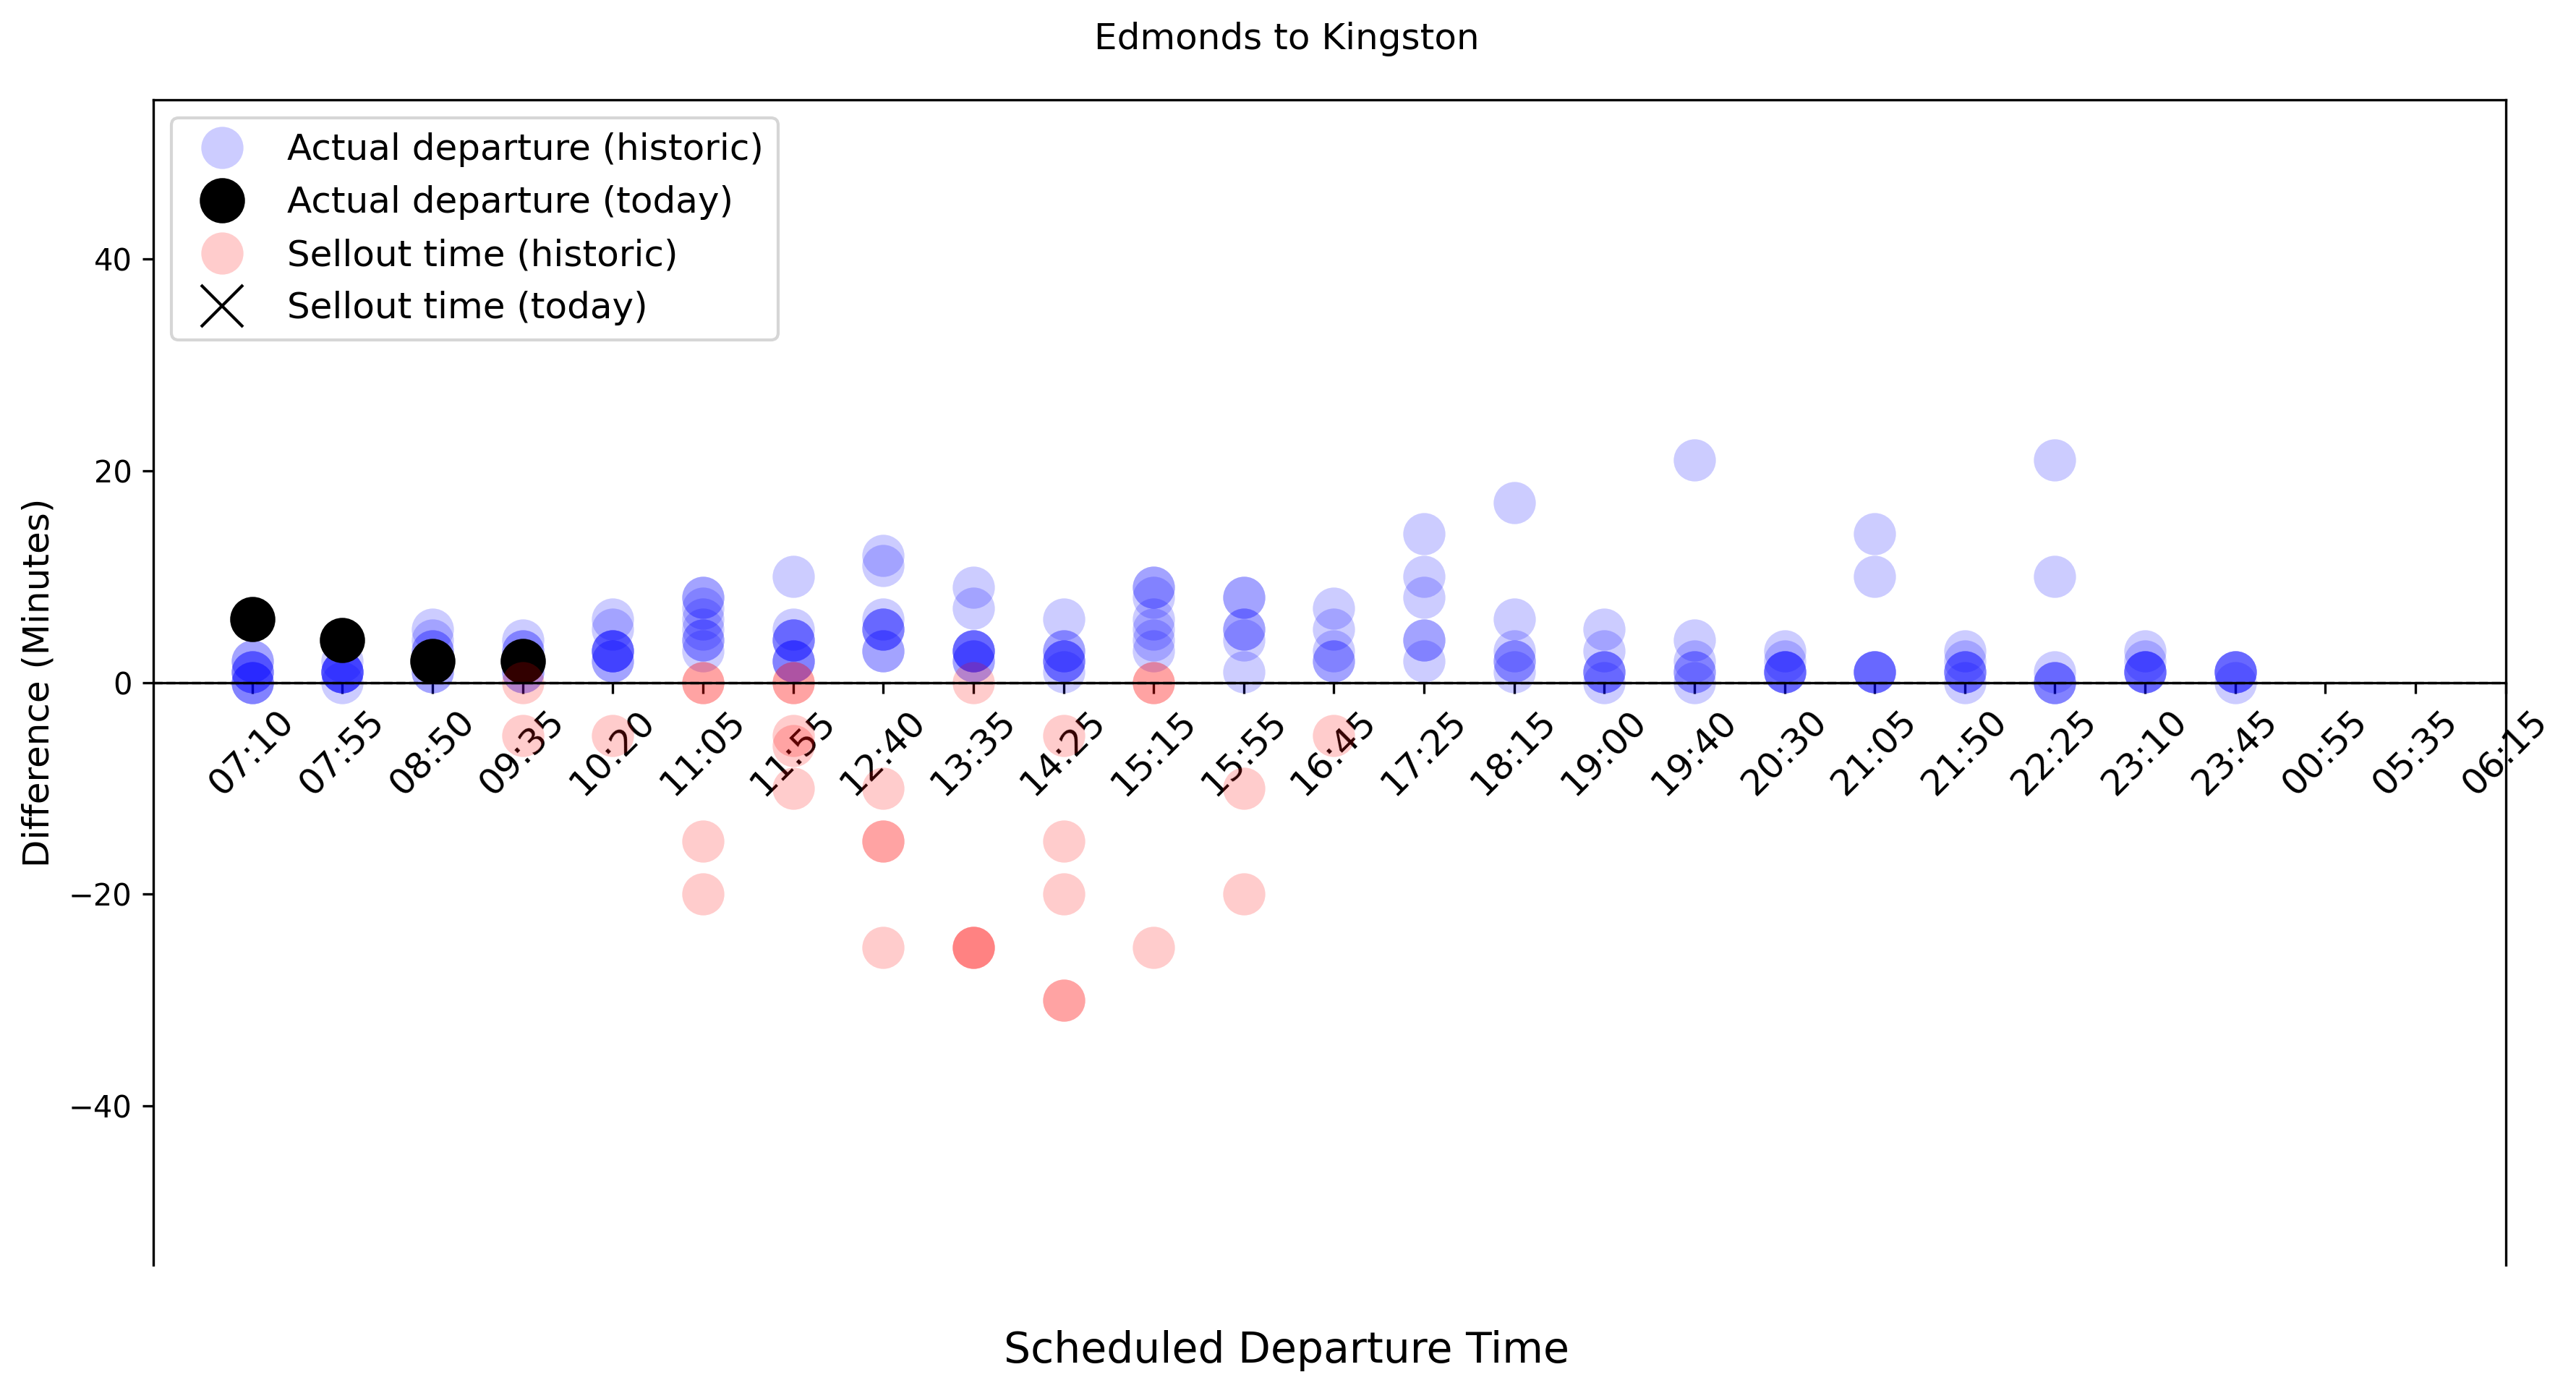 Edmonds to Kingston
Actual departure (historic)
Actual departure (today)
Sellout time (historic)
Sellout time (today)
Difference (Minutes)
40
20
0
−20
−40
07:10 07:55 08:50 09:35 10:20 11:05 11:55 12:40 13:35 14:25 15:15 15:55 16:45 17:25 18:15 19:00 19:40 20:30 21:05 21:50 22:25 23:10 23:45 00:55 05:35 06:15
Scheduled Departure Time